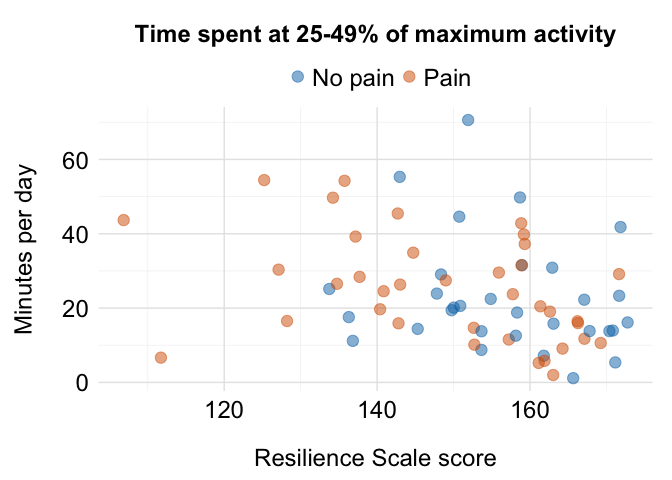 Time spent at 25-49% of maximum activity
No pain Pain
Minutes per day
60
40
20
0
120 140 160
Resilience Scale score